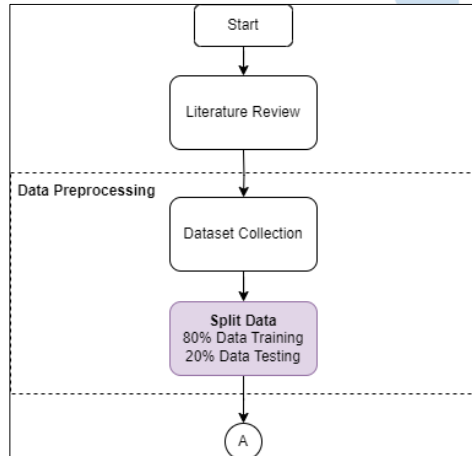 Start
Literature Review
Data Preprocessing
Dataset Collection
Split Data
80% Data Training
20% Data Testing
A